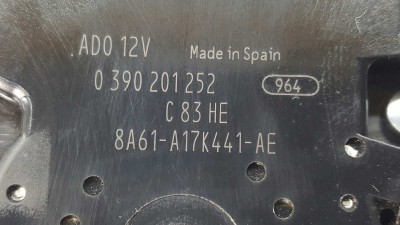 ADO 12V Made in Spain
0 390 201 252 964
C 83 HE
8A61-A17K441-AE